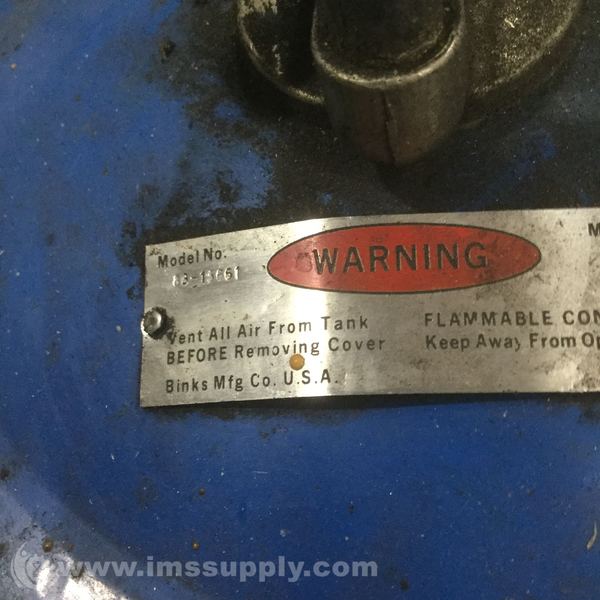 Model No.
WARNING
M
Vent All Air From Tank
BEFORE Removing Cover
Binks Mfg Co. U.S.A.
FLAMMABLE CON
Keep Away From Op
www.imssupply.com